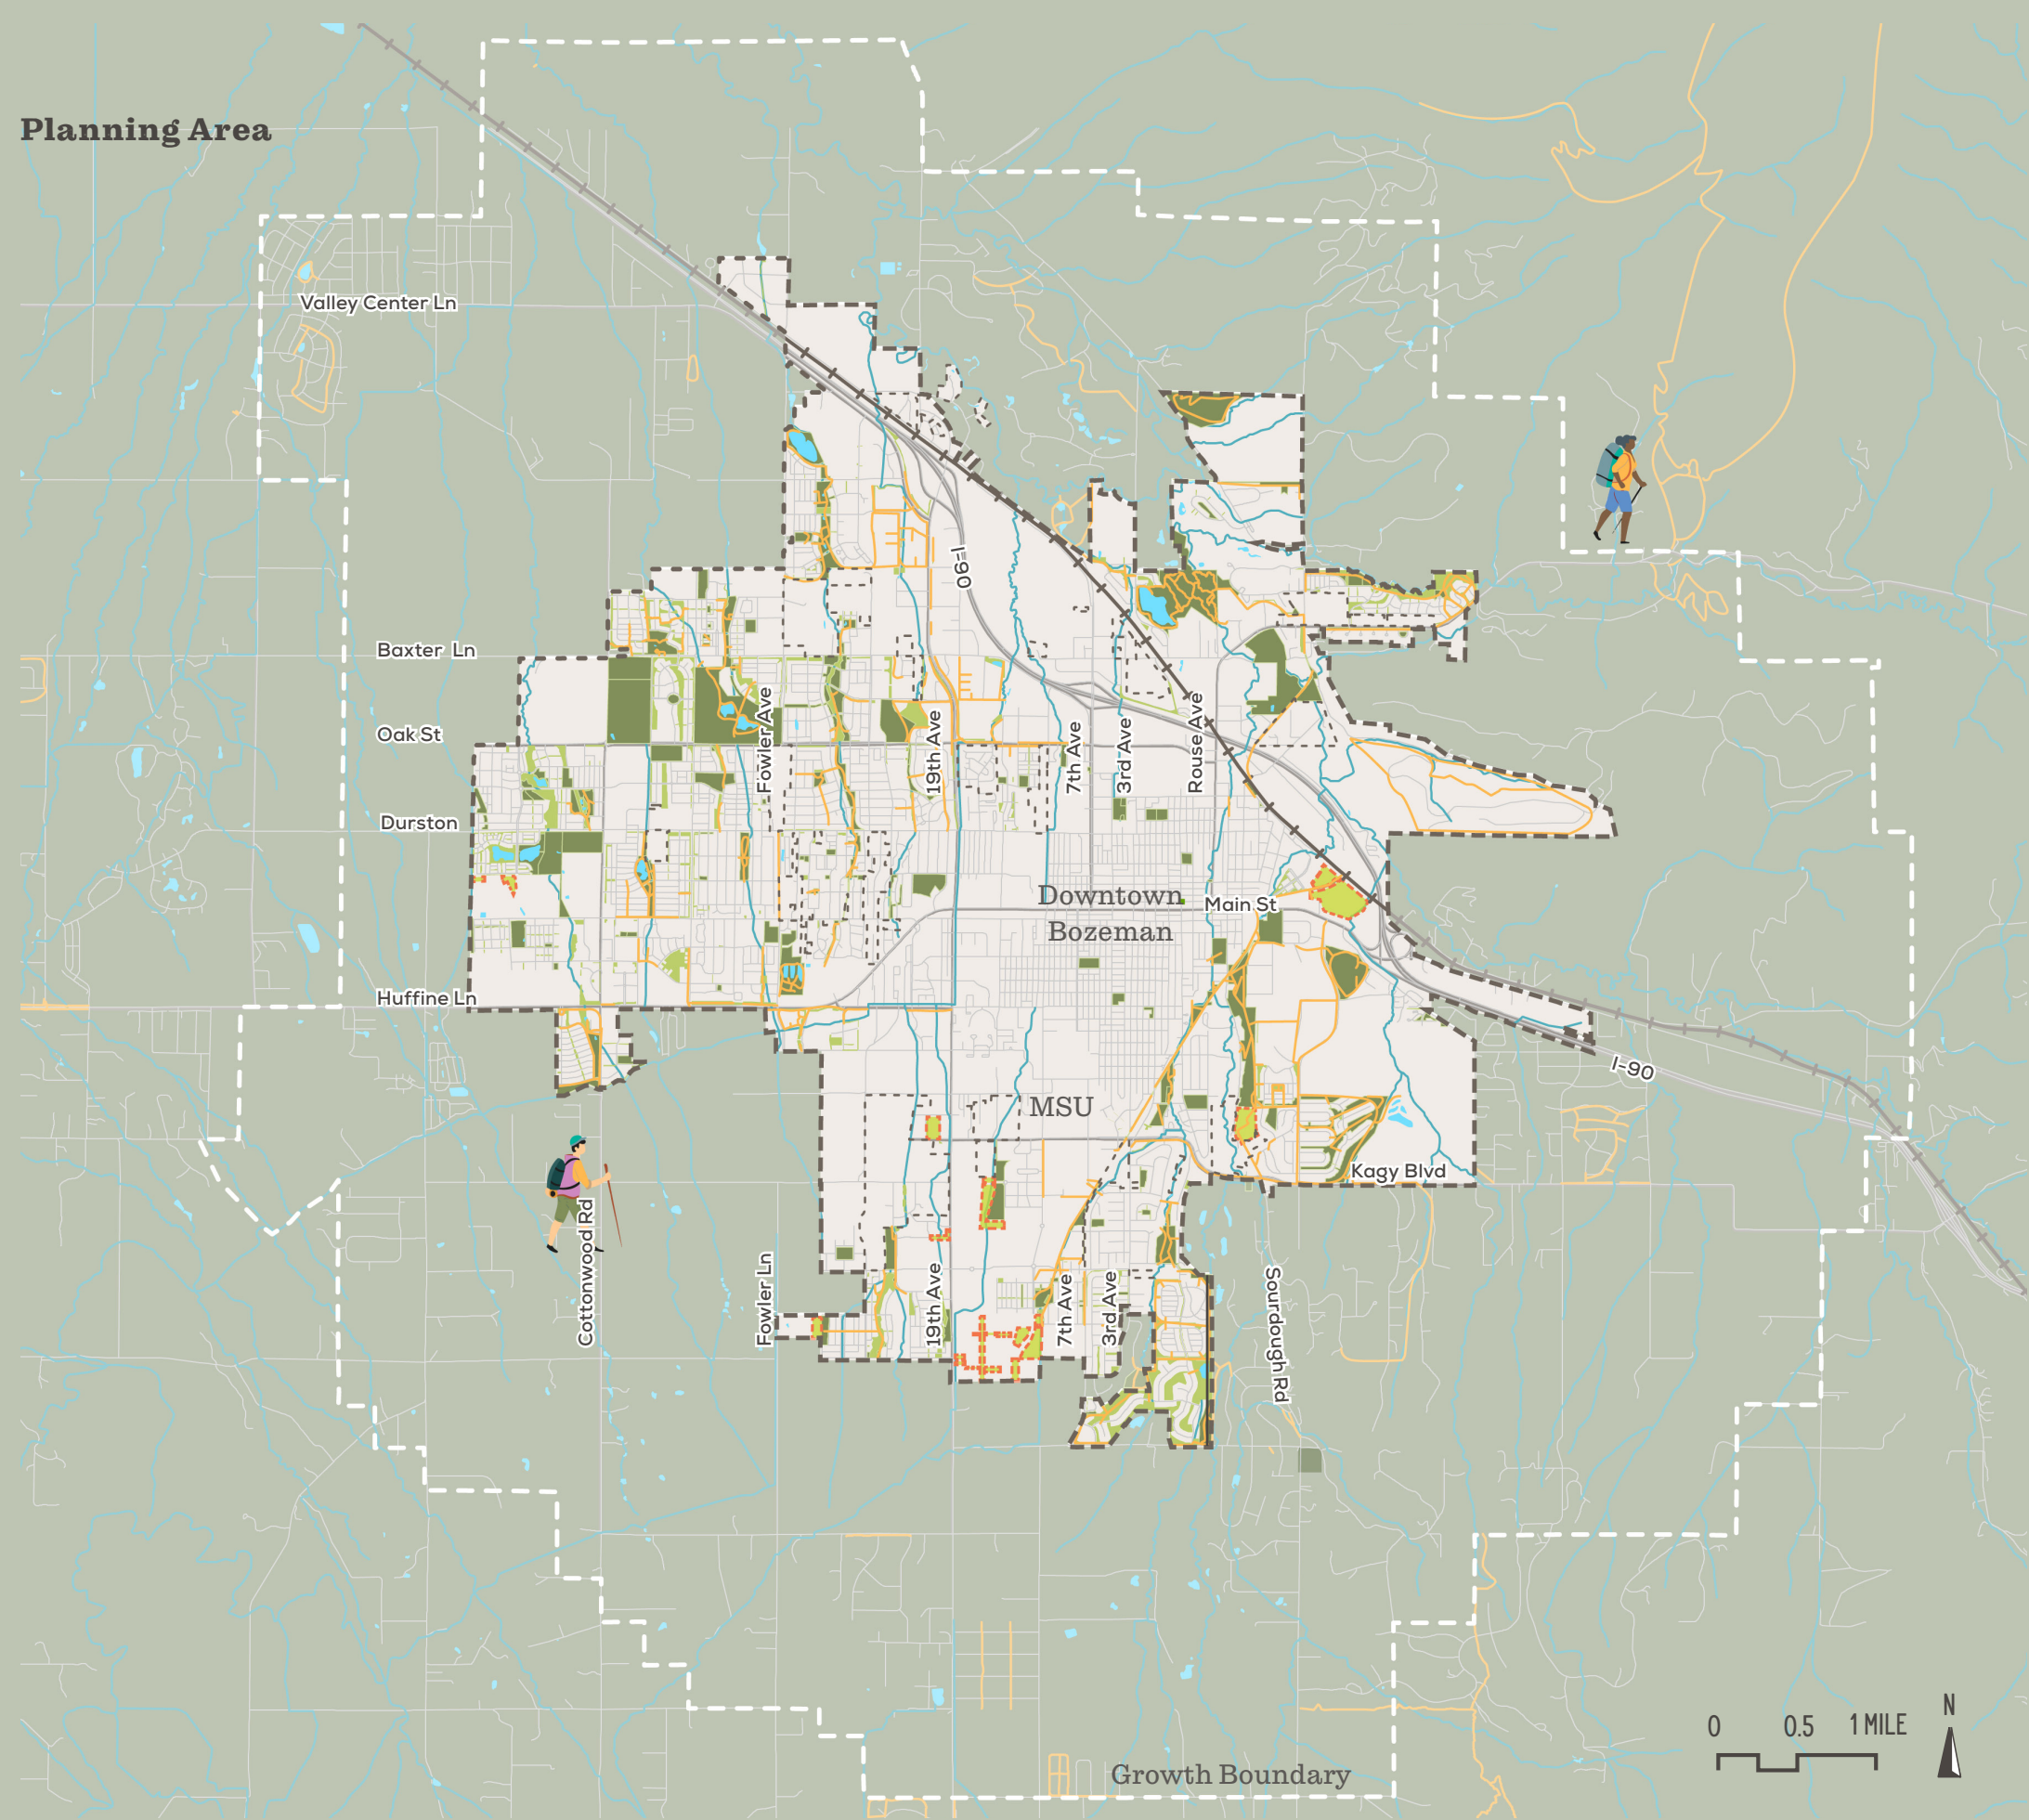 Planning Area
Valley Center Ln
I-90
Baxter Ln
Oak St
Fowler Ave
19th Ave
7th Ave
3rd Ave
Rouse Ave
Durston
Downtown
Bozeman
Main St
Huffine Ln
I-90
MSU
Kagy Blvd
Cottonwood Rd
Fowler Ln
19th Ave
7th Ave
3rd Ave
Sourdough Rd
N
0 0.5 1 MILE
Growth Boundary